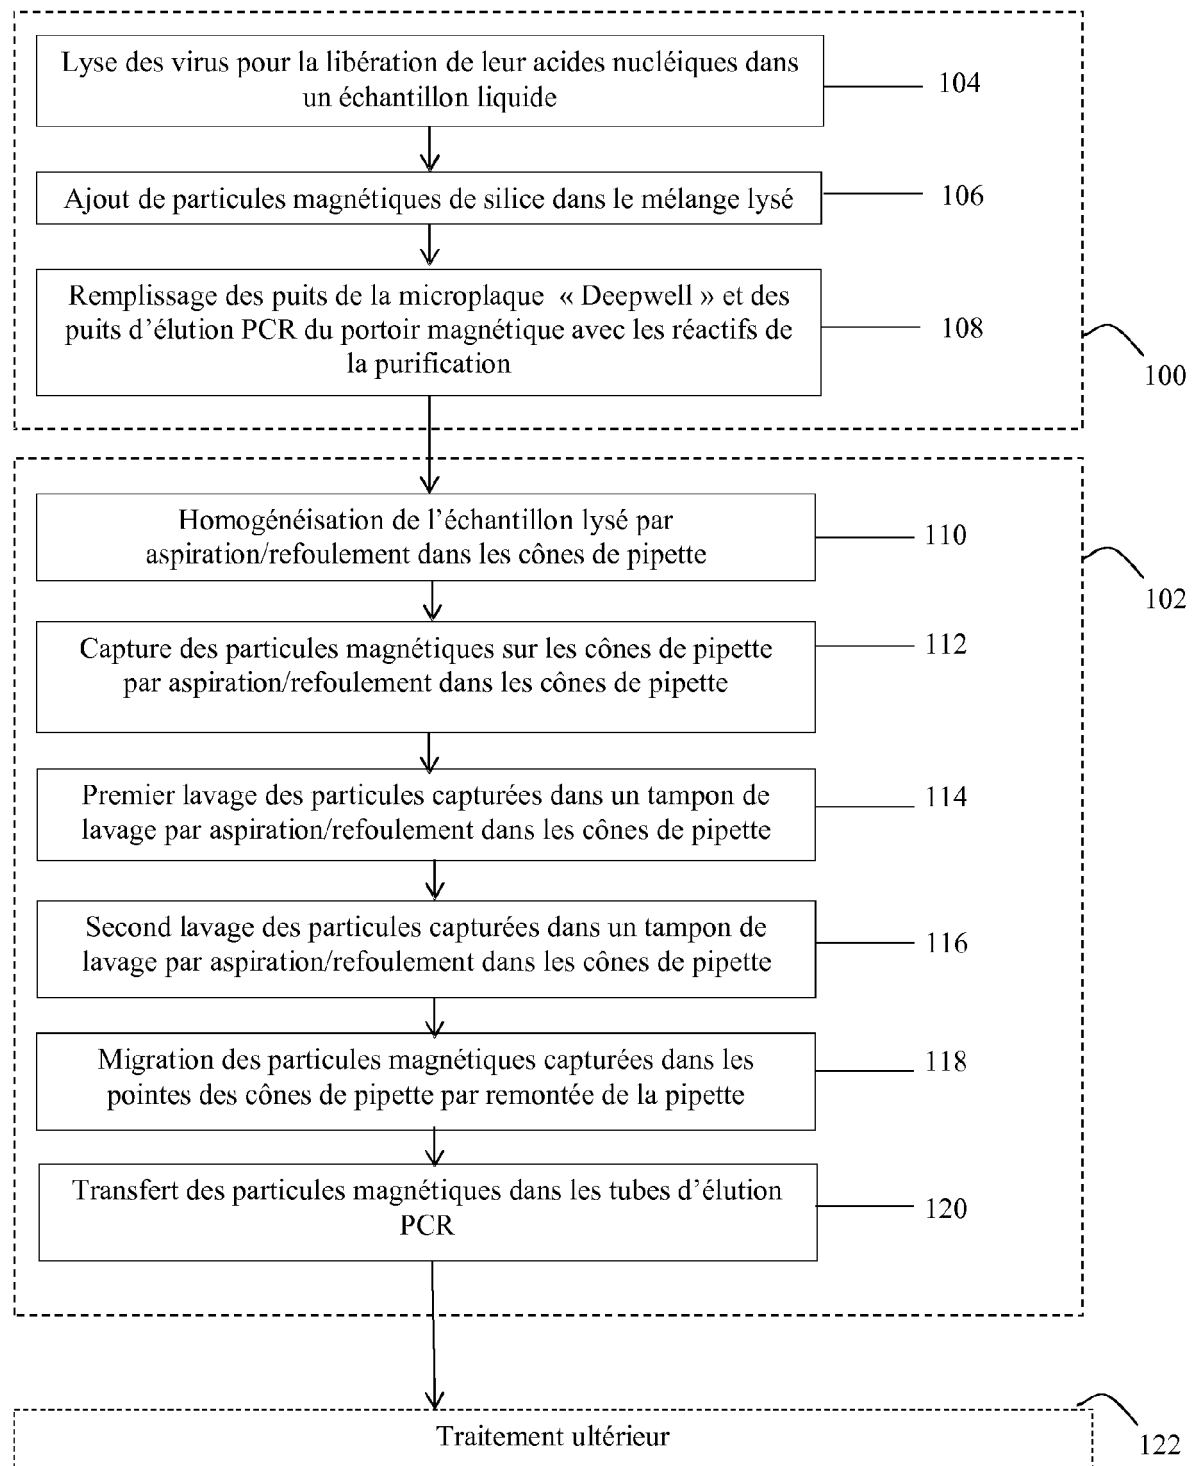 Lyse des virus pour la libération de leur acides nucléiques dans
un échantillon liquide
104
Ajout de particules magnétiques de silice dans le mélange lysé
106
Remplissage des puits de la microplaque « Deepwell » et des
puits d'élution PCR du portoir magnétique avec les réactifs de
la purification
108
100
Homogénéisation de l'échantillon lysé par
aspiration/refoulement dans les cônes de pipette
110
102
Capture des particules magnétiques sur les cônes de pipette
par aspiration/refoulement dans les cônes de pipette
112
Premier lavage des particules capturées dans un tampon de
lavage par aspiration/refoulement dans les cônes de pipette
114
Second lavage des particules capturées dans un tampon de
lavage par aspiration/refoulement dans les cônes de pipette
116
Migration des particules magnétiques capturées dans les
pointes des cônes de pipette par remontée de la pipette
118
Transfert des particules magnétiques dans les tubes d'élution
PCR
120
Traitement ultérieur
122